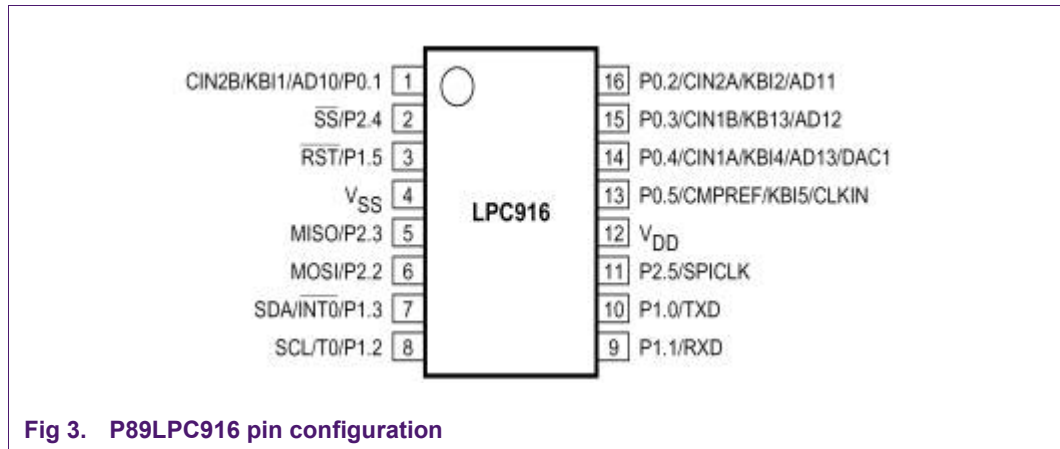 CIN2B/KBI1/AD10/P0.1 1
S̅S̅/P2.4 2
R̅S̅T̅/P1.5 3
VSS 4
MISO/P2.3 5
MOSI/P2.2 6
SDA/I̅N̅T̅0̅/P1.3 7
SCL/T0/P1.2 8
LPC916
16 P0.2/CIN2A/KBI2/AD11
15 P0.3/CIN1B/KB13/AD12
14 P0.4/CIN1A/KBI4/AD13/DAC1
13 P0.5/CMPREF/KBI5/CLKIN
12 VDD
11 P2.5/SPICLK
10 P1.0/TXD
9 P1.1/RXD
Fig 3. P89LPC916 pin configuration